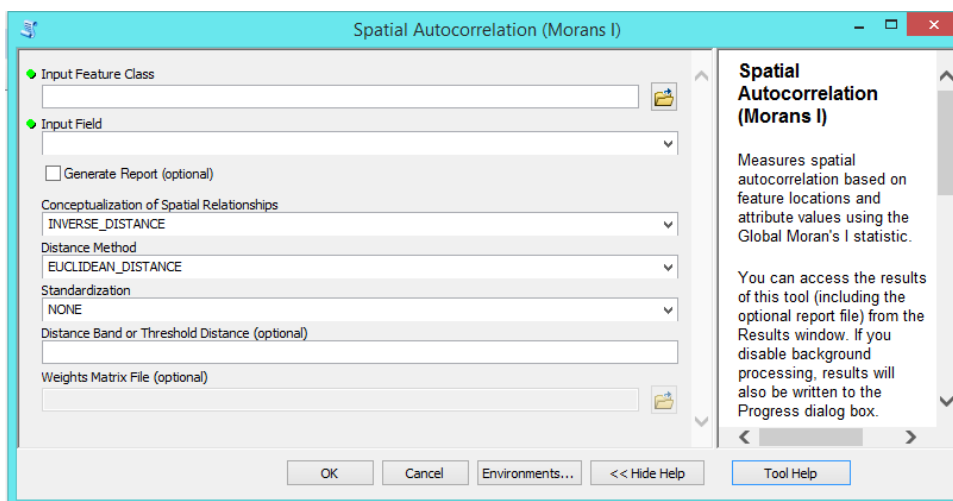 Spatial Autocorrelation (Morans I)
Input Feature Class
Input Field
Generate Report (optional)
Conceptualization of Spatial Relationships
INVERSE_DISTANCE
Distance Method
EUCLIDEAN_DISTANCE
Standardization
NONE
Distance Band or Threshold Distance (optional)
Weights Matrix File (optional)
Spatial
Autocorrelation
(Morans I)
Measures spatial
autocorrelation based on
feature locations and
attribute values using the
Global Moran's I statistic.
You can access the results
of this tool (including the
optional report file) from the
Results window. If you
disable background
processing, results will
also be written to the
Progress dialog box.
OK
Cancel
Environments...
<< Hide Help
Tool Help